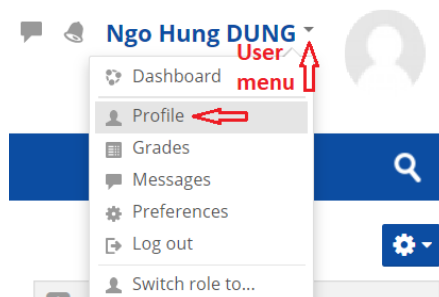 Ngo Hung DUNG
User
menu
Dashboard
Profile
Grades
Messages
Preferences
Log out
Switch role to...